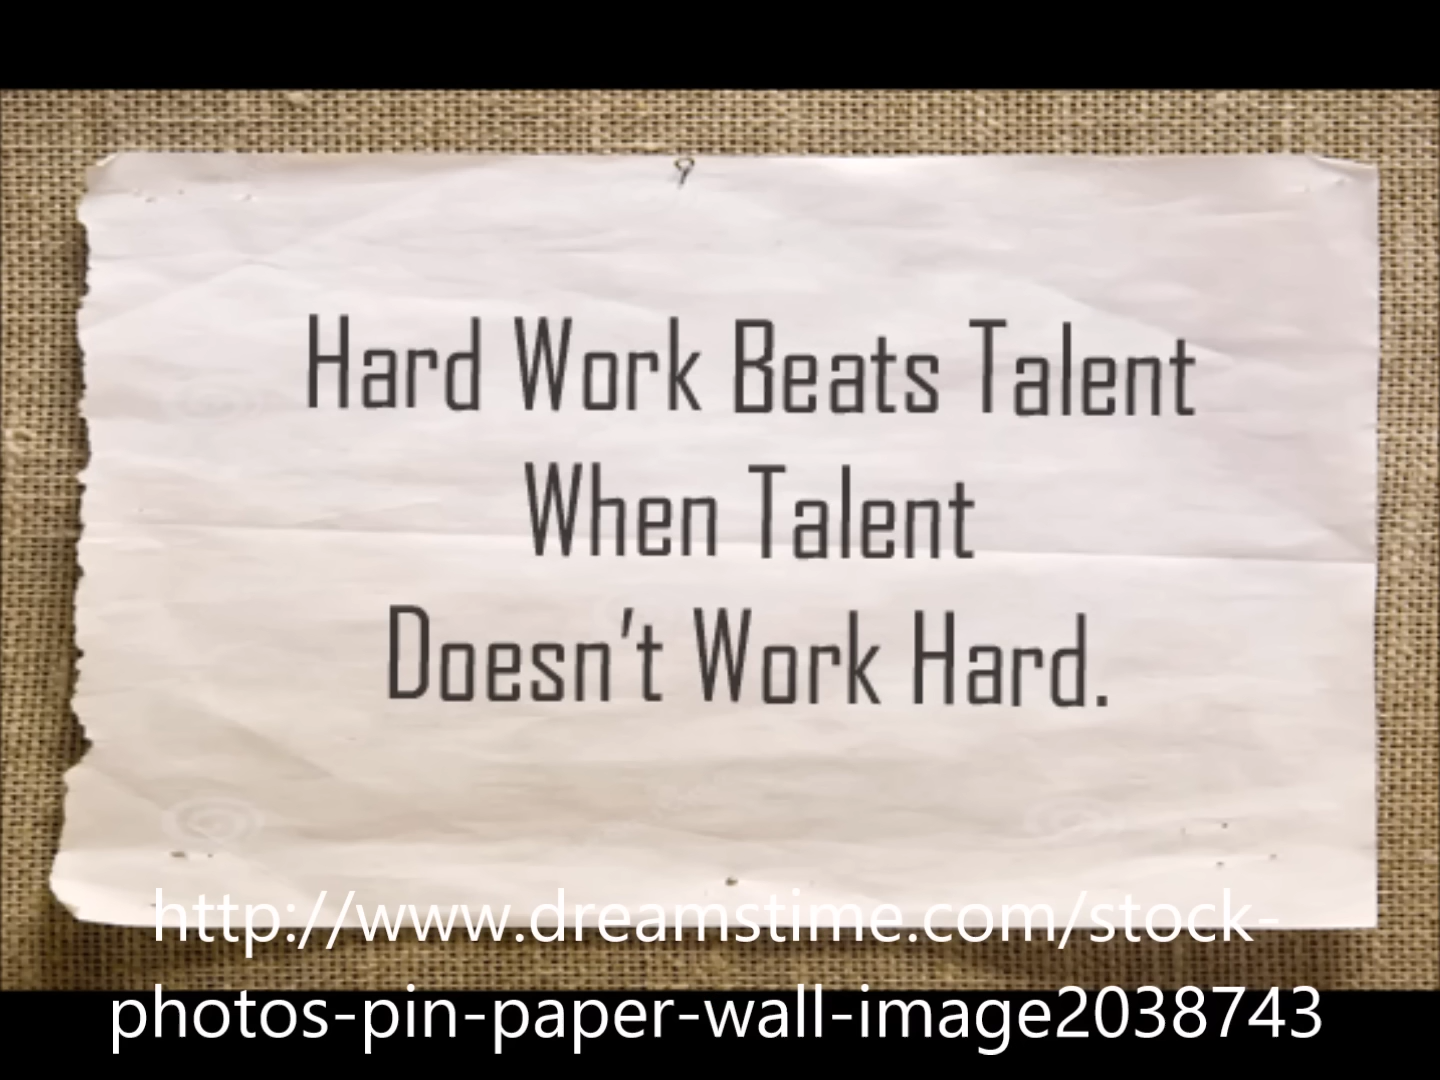 Hard Work Beats Talent
When Talent
Doesn't Work Hard.
http://www.dreamstime.com/stock-
photos-pin-paper-wall-image2038743